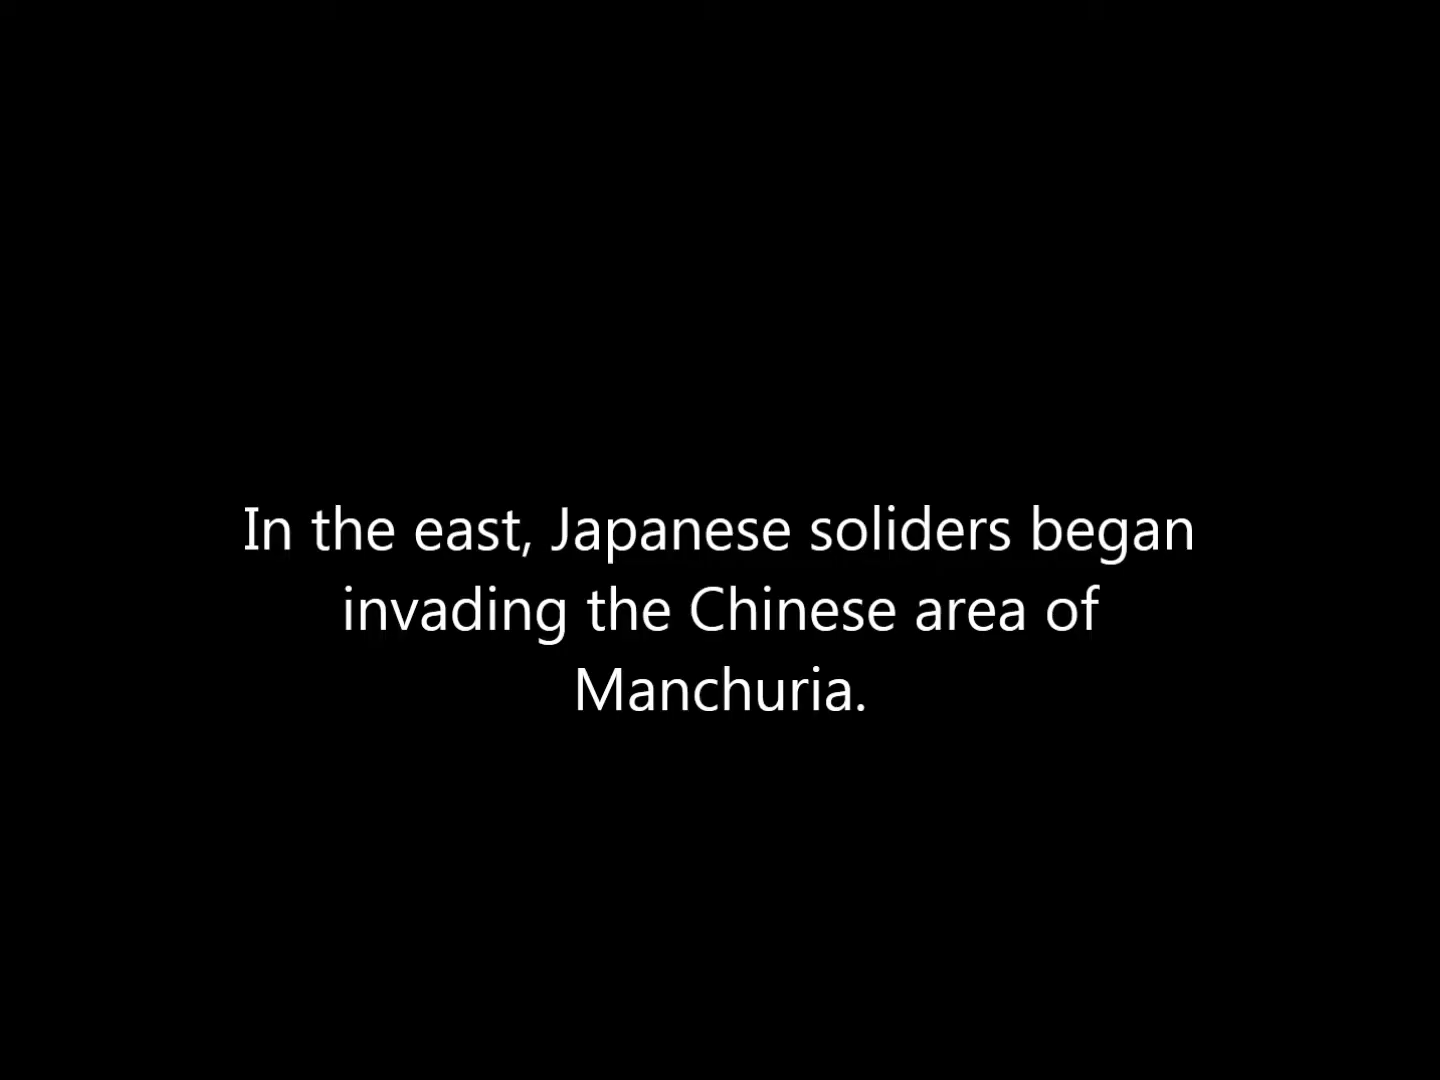 In the east, Japanese soliders began
invading the Chinese area of
Manchuria.